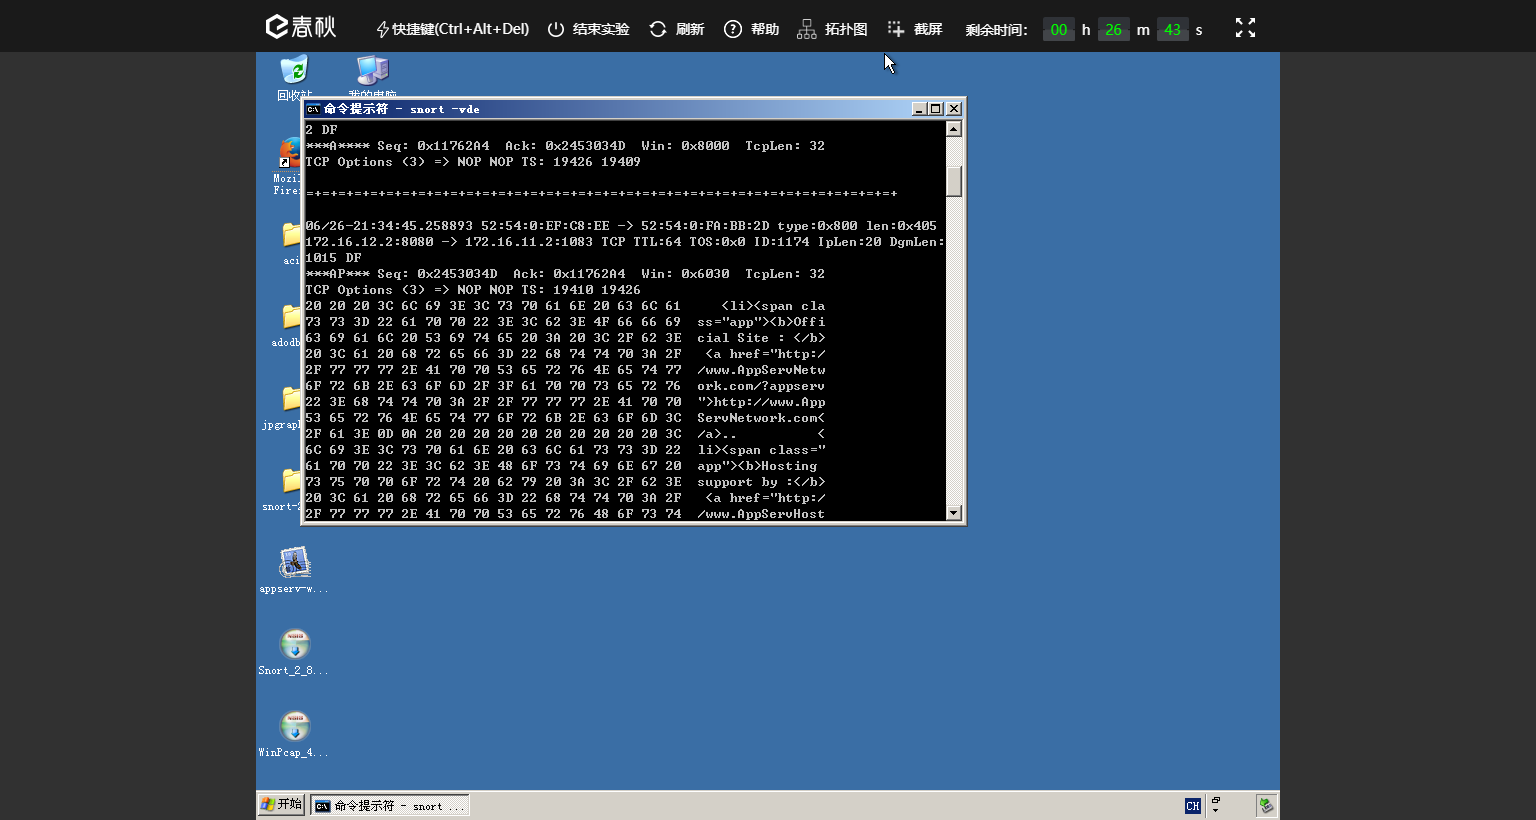 春秋
快捷键(Ctrl+Alt+Del)
结束实验
刷新
帮助
拓扑图
截屏
剩余时间:
00 h 26 m 43 s
回收站
我的电脑
命令提示符 - snort -vde
2 DF
***A**** Seq: 0x11762A4  Ack: 0x2453034D  Win: 0x8000  TcpLen: 32
TCP Options (3) => NOP NOP TS: 19426 19409
=+=+=+=+=+=+=+=+=+=+=+=+=+=+=+=+=+=+=+=+=+=+=+=+=+=+=+=+=+=+=+=+=+=+=+=+=+
06/26-21:34:45.258893 52:54:0:EF:C8:EE -> 52:54:0:FA:BB:2D type:0x800 len:0x405
172.16.12.2:8080 -> 172.16.11.2:1083 TCP TTL:64 TOS:0x0 ID:1174 IpLen:20 DgmLen:
1015 DF
***AP*** Seq: 0x2453034D  Ack: 0x11762A4  Win: 0x6030  TcpLen: 32
TCP Options (3) => NOP NOP TS: 19410 19426
20 20 20 3C 6C 69 3E 3C 73 70 61 6E 20 63 6C 61     <li><span cla
73 73 3D 22 61 70 70 22 3E 3C 62 3E 4F 66 66 69  ss="app"><b>Offi
63 69 61 6C 20 53 69 74 65 20 3A 20 3C 2F 62 3E  cial Site : </b>
20 3C 61 20 68 72 65 66 3D 22 68 74 74 70 3A 2F   <a href="http:/
2F 77 77 77 2E 41 70 70 53 65 72 76 4E 65 74 77  /www.AppServNetw
6F 72 6B 2E 63 6F 6D 2F 3F 61 70 70 73 65 72 76  ork.com/?appserv
22 3E 68 74 74 70 3A 2F 2F 77 77 77 2E 41 70 70  ">http://www.App
53 65 72 76 4E 65 74 77 6F 72 6B 2E 63 6F 6D 3C  ServNetwork.com<
2F 61 3E 0D 0A 20 20 20 20 20 20 20 20 20 20 3C  /a>..          <
6C 69 3E 3C 73 70 61 6E 20 63 6C 61 73 73 3D 22  li><span class="
61 70 70 22 3E 3C 62 3E 48 6F 73 74 69 6E 67 20  app"><b>Hosting
73 75 70 70 6F 72 74 20 62 79 20 3A 3C 2F 62 3E  support by :</b>
20 3C 61 20 68 72 65 66 3D 22 68 74 74 70 3A 2F   <a href="http:/
2F 77 77 77 2E 41 70 70 53 65 72 76 48 6F 73 74  /www.AppServHost
Mozil
Firef
aci
adodb
jpgraph
snort-2
appserv-w...
Snort_2_8...
WinPcap_4...
开始
命令提示符 - snort ...
CH